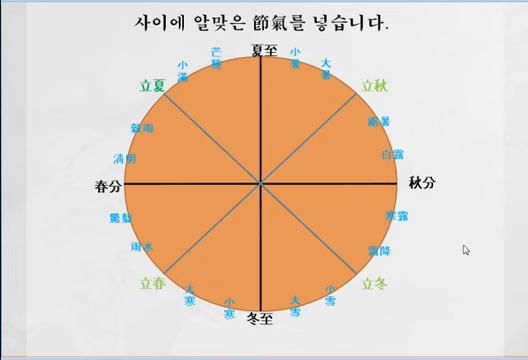 사이에 알맞은 節氣를 넣습니다.
夏至
小暑
大暑
立秋
處暑
白露
秋分
寒露
霜降
立冬
小雪
大雪
冬至
小寒
大寒
立春
雨水
驚蟄
春分
淸明
穀雨
立夏
小滿
芒種